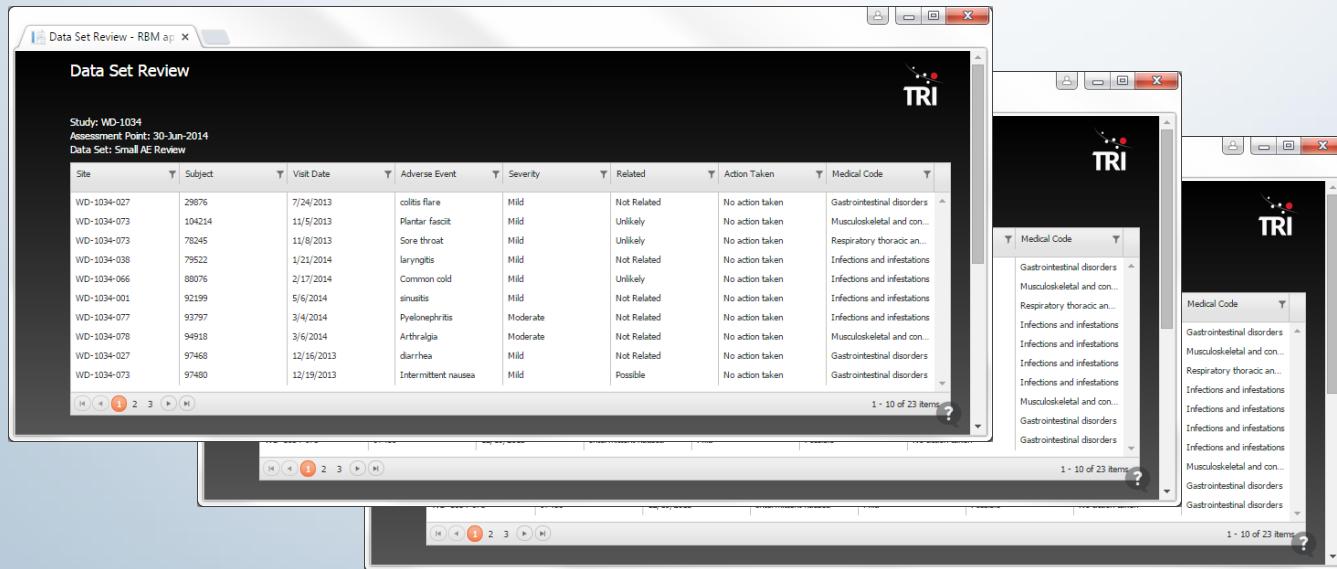 Data Set Review - RBM ap
Data Set Review
TRI
Study: WD-1034
Assessment Point: 30-Jun-2014
Data Set: Small AE Review
Site Subject Visit Date Adverse Event Severity Related Action Taken Medical Code
WD-1034-027 29876 7/24/2013 colitis flare Mild Not Related No action taken Gastrointestinal disorders
WD-1034-073 104214 11/5/2013 Plantar fasciit Mild Unlikely No action taken Musculoskeletal and con...
WD-1034-073 78245 11/8/2013 Sore throat Mild Unlikely No action taken Respiratory thoracic an...
WD-1034-038 79522 1/21/2014 laryngitis Mild Not Related No action taken Infections and infestations
WD-1034-066 88076 2/17/2014 Common cold Mild Unlikely No action taken Infections and infestations
WD-1034-001 92199 5/6/2014 sinusitis Mild Not Related No action taken Infections and infestations
WD-1034-077 93797 3/4/2014 Pyelonephritis Moderate Not Related No action taken Infections and infestations
WD-1034-078 94918 3/6/2014 Arthralgia Moderate Not Related No action taken Musculoskeletal and con...
WD-1034-027 97468 12/16/2013 diarrhea Mild Not Related No action taken Gastrointestinal disorders
WD-1034-073 97480 12/19/2013 Intermittent nausea Mild Possible No action taken Gastrointestinal disorders
1 2 3 1 - 10 of 23 items
?
TRI
Medical Code
Gastrointestinal disorders
Musculoskeletal and con...
Respiratory thoracic an...
Infections and infestations
Infections and infestations
Infections and infestations
Infections and infestations
Musculoskeletal and con...
Gastrointestinal disorders
Gastrointestinal disorders
1 2 3 1 - 10 of 23 items
?
TRI
Medical Code
Gastrointestinal disorders
Musculoskeletal and con...
Respiratory thoracic an...
Infections and infestations
Infections and infestations
Infections and infestations
Infections and infestations
Musculoskeletal and con...
Gastrointestinal disorders
Gastrointestinal disorders
1 2 3 1 - 10 of 23 items
?